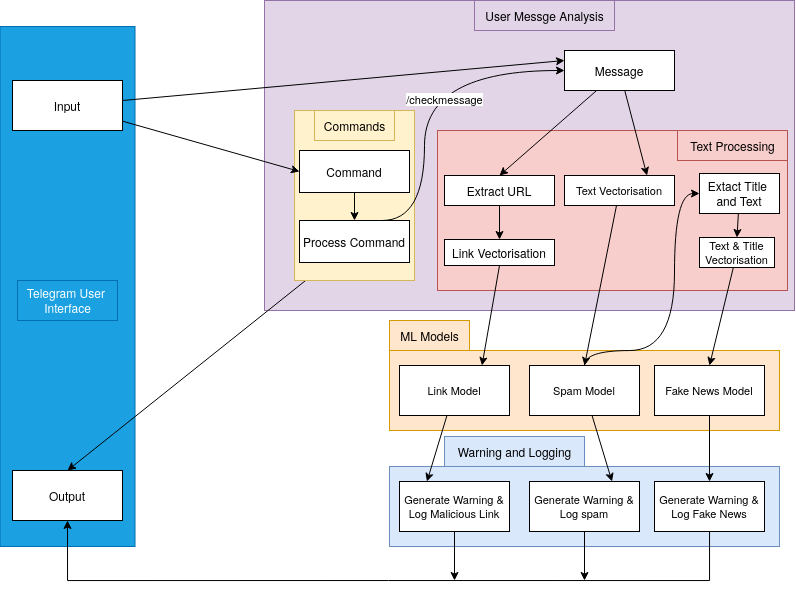 User Messge Analysis
Message
Input
/checkmessage
Commands
Command
Process Command
Text Processing
Extract URL
Text Vectorisation
Extact Title
and Text
Link Vectorisation
Text & Title
Vectorisation
Telegram User
Interface
ML Models
Link Model
Spam Model
Fake News Model
Warning and Logging
Output
Generate Warning &
Log Malicious Link
Generate Warning &
Log spam
Generate Warning &
Log Fake News